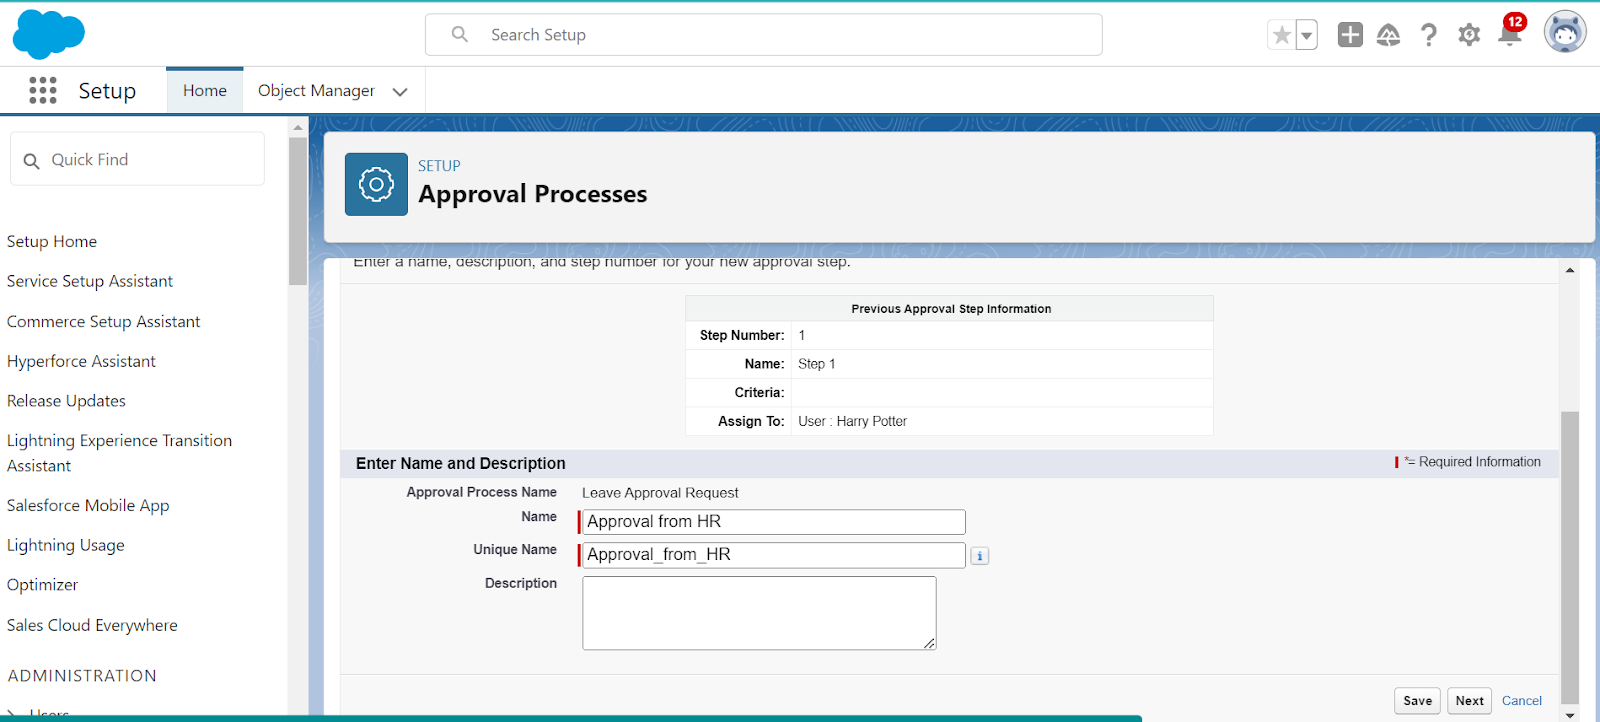 Search Setup
12
Setup
Home
Object Manager
Quick Find
SETUP
Approval Processes
Setup Home
Service Setup Assistant
Commerce Setup Assistant
Hyperforce Assistant
Release Updates
Lightning Experience Transition
Assistant
Salesforce Mobile App
Lightning Usage
Optimizer
Sales Cloud Everywhere
ADMINISTRATION
Users
Enter a name, description, and step number for your new approval step.
Previous Approval Step Information
Step Number: 1
Name: Step 1
Criteria:
Assign To: User : Harry Potter
Enter Name and Description
*= Required Information
Approval Process Name Leave Approval Request
Name Approval from HR
Unique Name Approval_from_HR
i
Description
Save Next Cancel